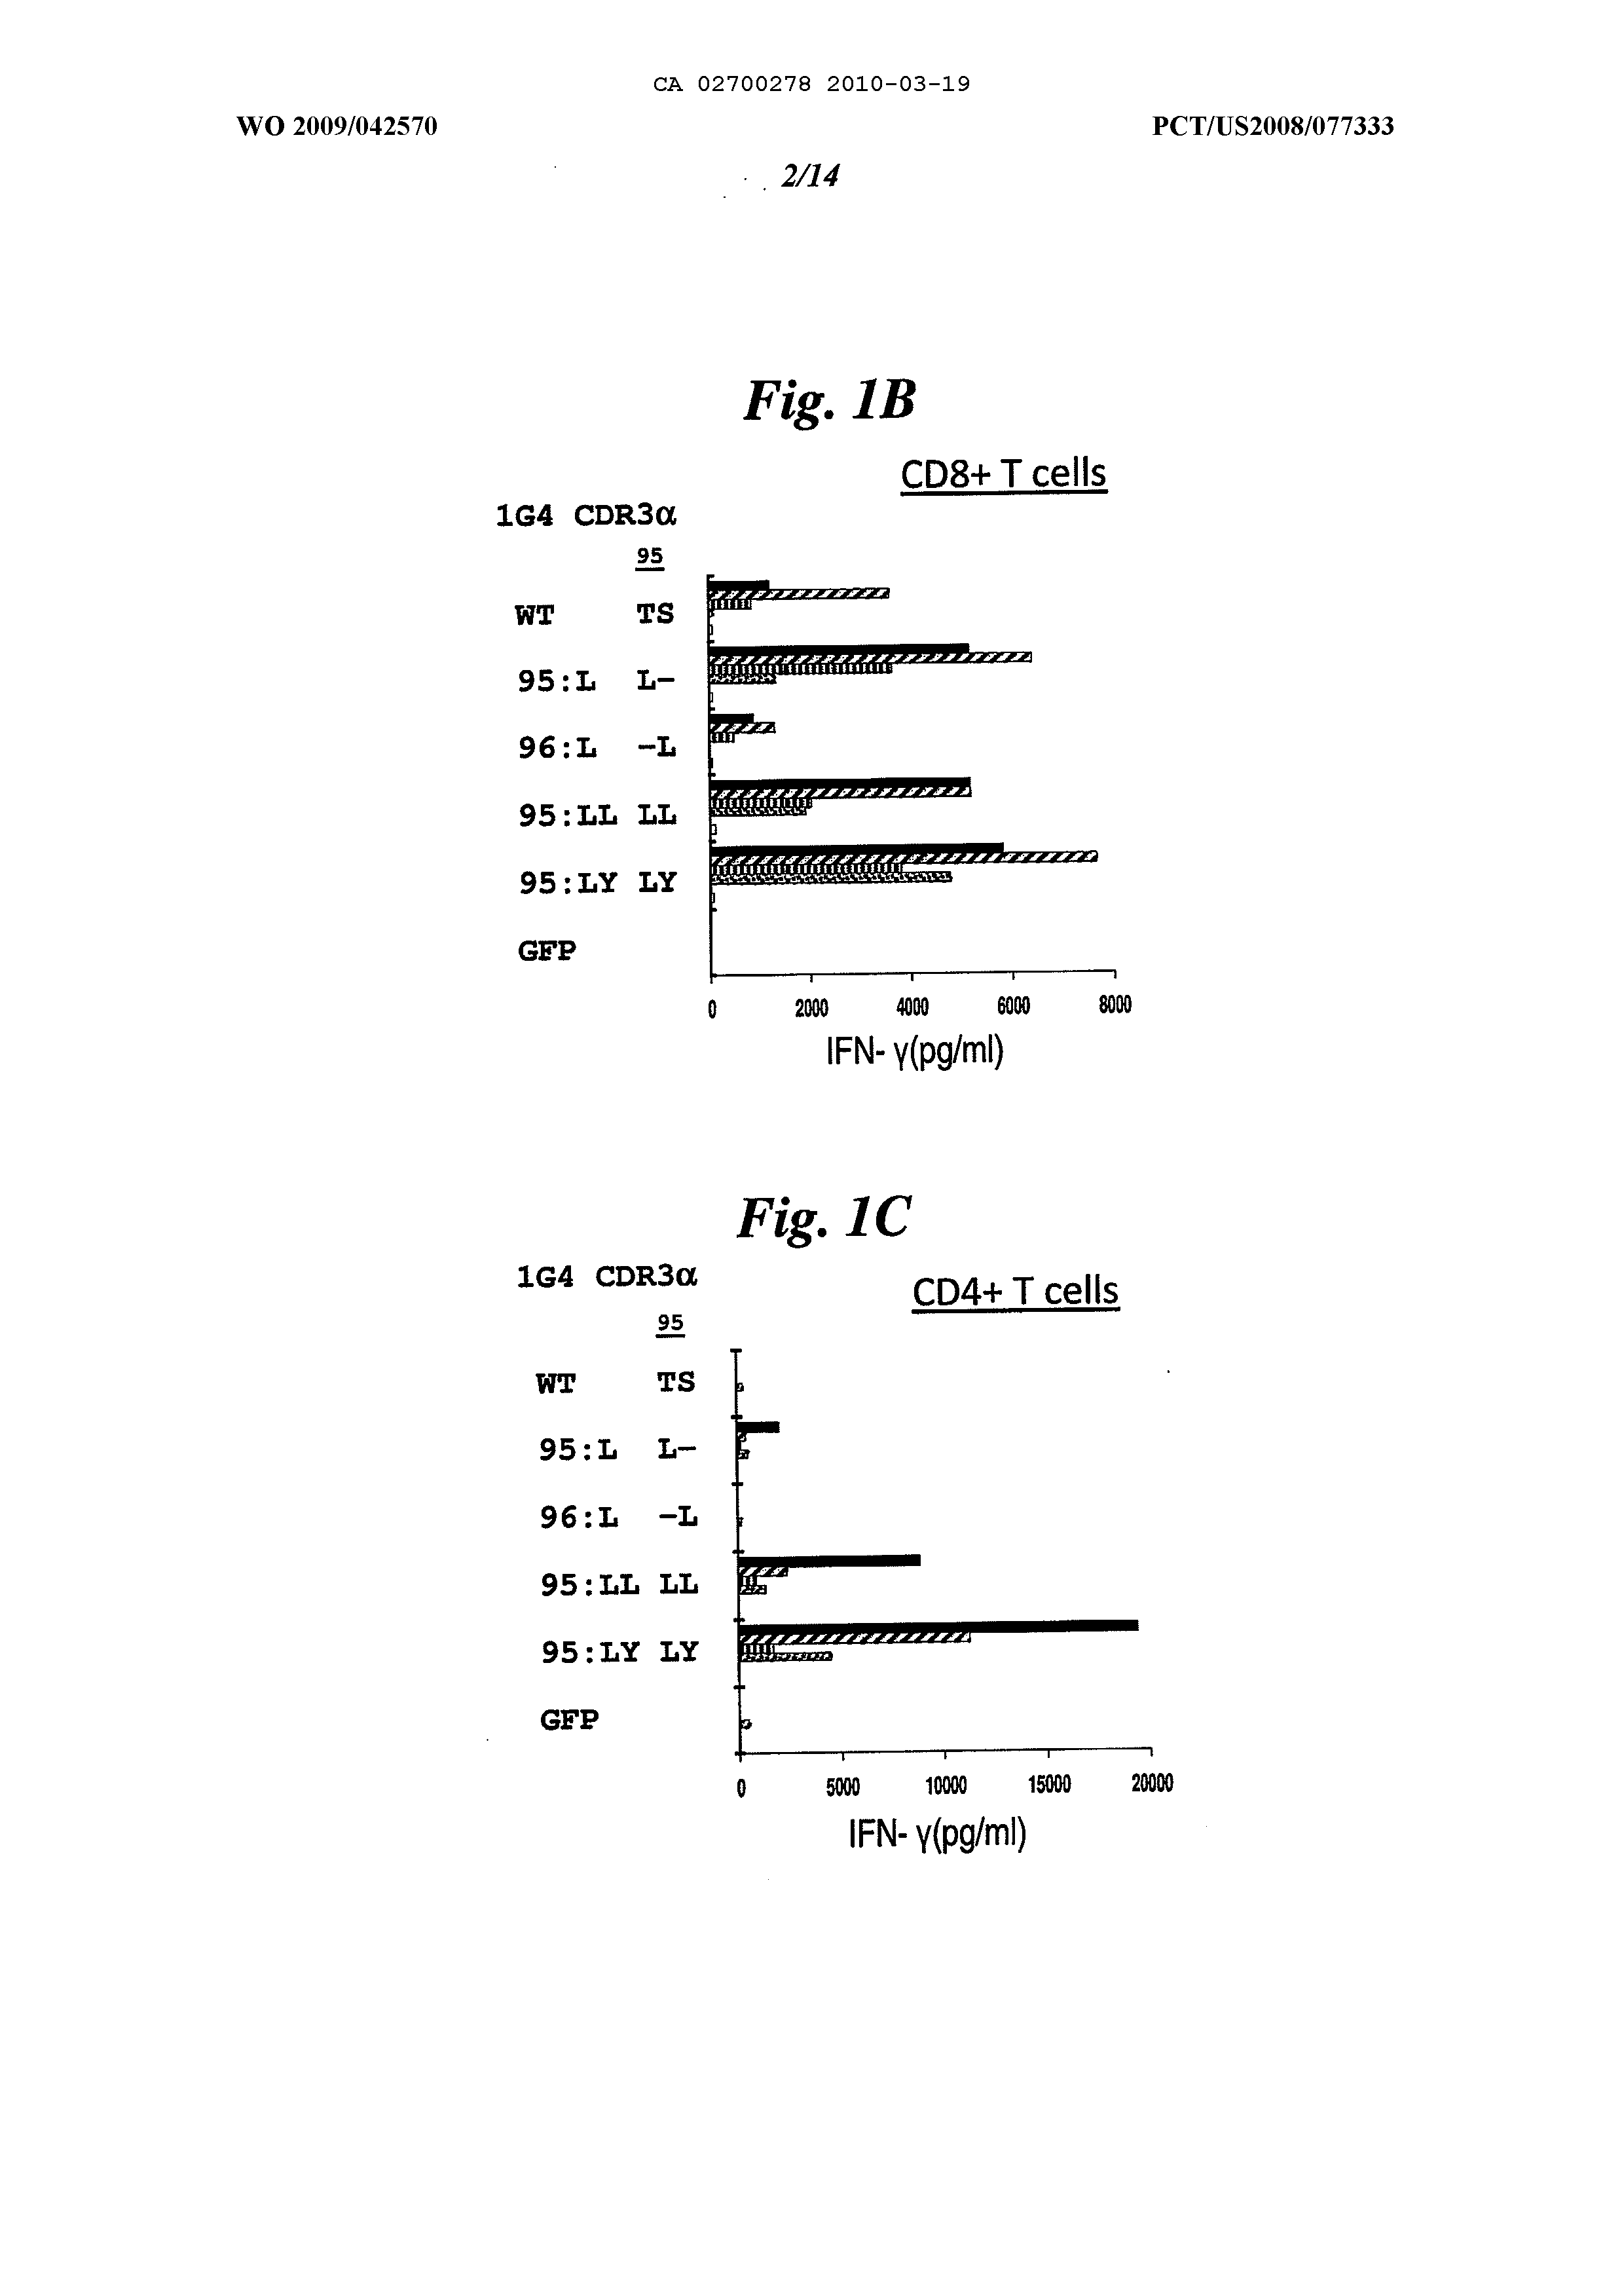 CA 02700278 2010-03-19
WO 2009/042570 PCT/US2008/077333
2/14
Fig. 1B
CD8+ T cells
1G4 CDR3α
95
WT TS
95:L L-
96:L -L
95:LL LL
95:LY LY
GFP
0 2000 4000 6000 8000
IFN- γ(pg/ml)
Fig. 1C
1G4 CDR3α
CD4+ T cells
95
WT TS
95:L L-
96:L -L
95:LL LL
95:LY LY
GFP
0 5000 10000 15000 20000
IFN- γ(pg/ml)